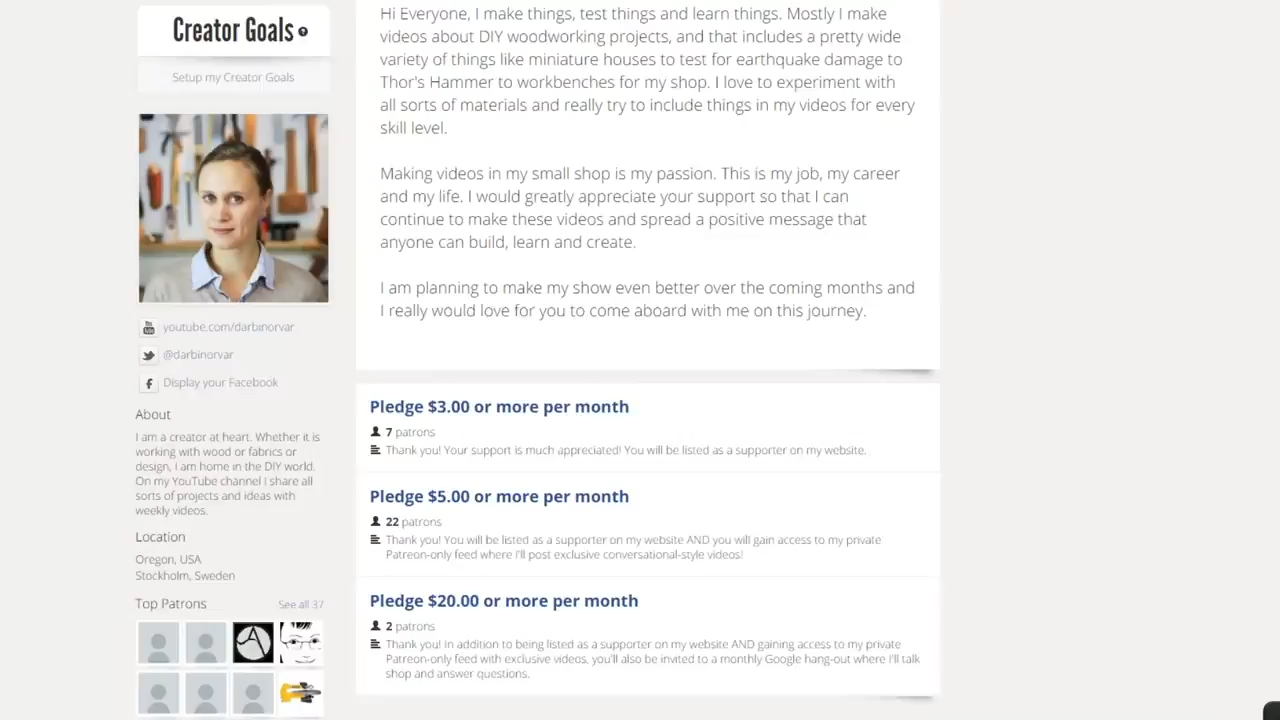 Creator Goals ?
Setup my Creator Goals
youtube.com/darbinorvar
@darbinorvar
Display your Facebook
About
I am a creator at heart. Whether it is
working with wood or fabrics or
design, I am home in the DIY world.
On my YouTube channel I share all
sorts of projects and ideas with
weekly videos.
Location
Oregon, USA
Stockholm, Sweden
Top Patrons
See all 37
Hi Everyone, I make things, test things and learn things. Mostly I make
videos about DIY woodworking projects, and that includes a pretty wide
variety of things like miniature houses to test for earthquake damage to
Thor's Hammer to workbenches for my shop. I love to experiment with
all sorts of materials and really try to include things in my videos for every
skill level.
Making videos in my small shop is my passion. This is my job, my career
and my life. I would greatly appreciate your support so that I can
continue to make these videos and spread a positive message that
anyone can build, learn and create.
I am planning to make my show even better over the coming months and
I really would love for you to come aboard with me on this journey.
Pledge $3.00 or more per month
7 patrons
Thank you! Your support is much appreciated! You will be listed as a supporter on my website.
Pledge $5.00 or more per month
22 patrons
Thank you! You will be listed as a supporter on my website AND you will gain access to my private
Patreon-only feed where I'll post exclusive conversational-style videos!
Pledge $20.00 or more per month
2 patrons
Thank you! In addition to being listed as a supporter on my website AND gaining access to my private
Patreon-only feed with exclusive videos, you'll also be invited to a monthly Google hang-out where I'll talk
shop and answer questions.